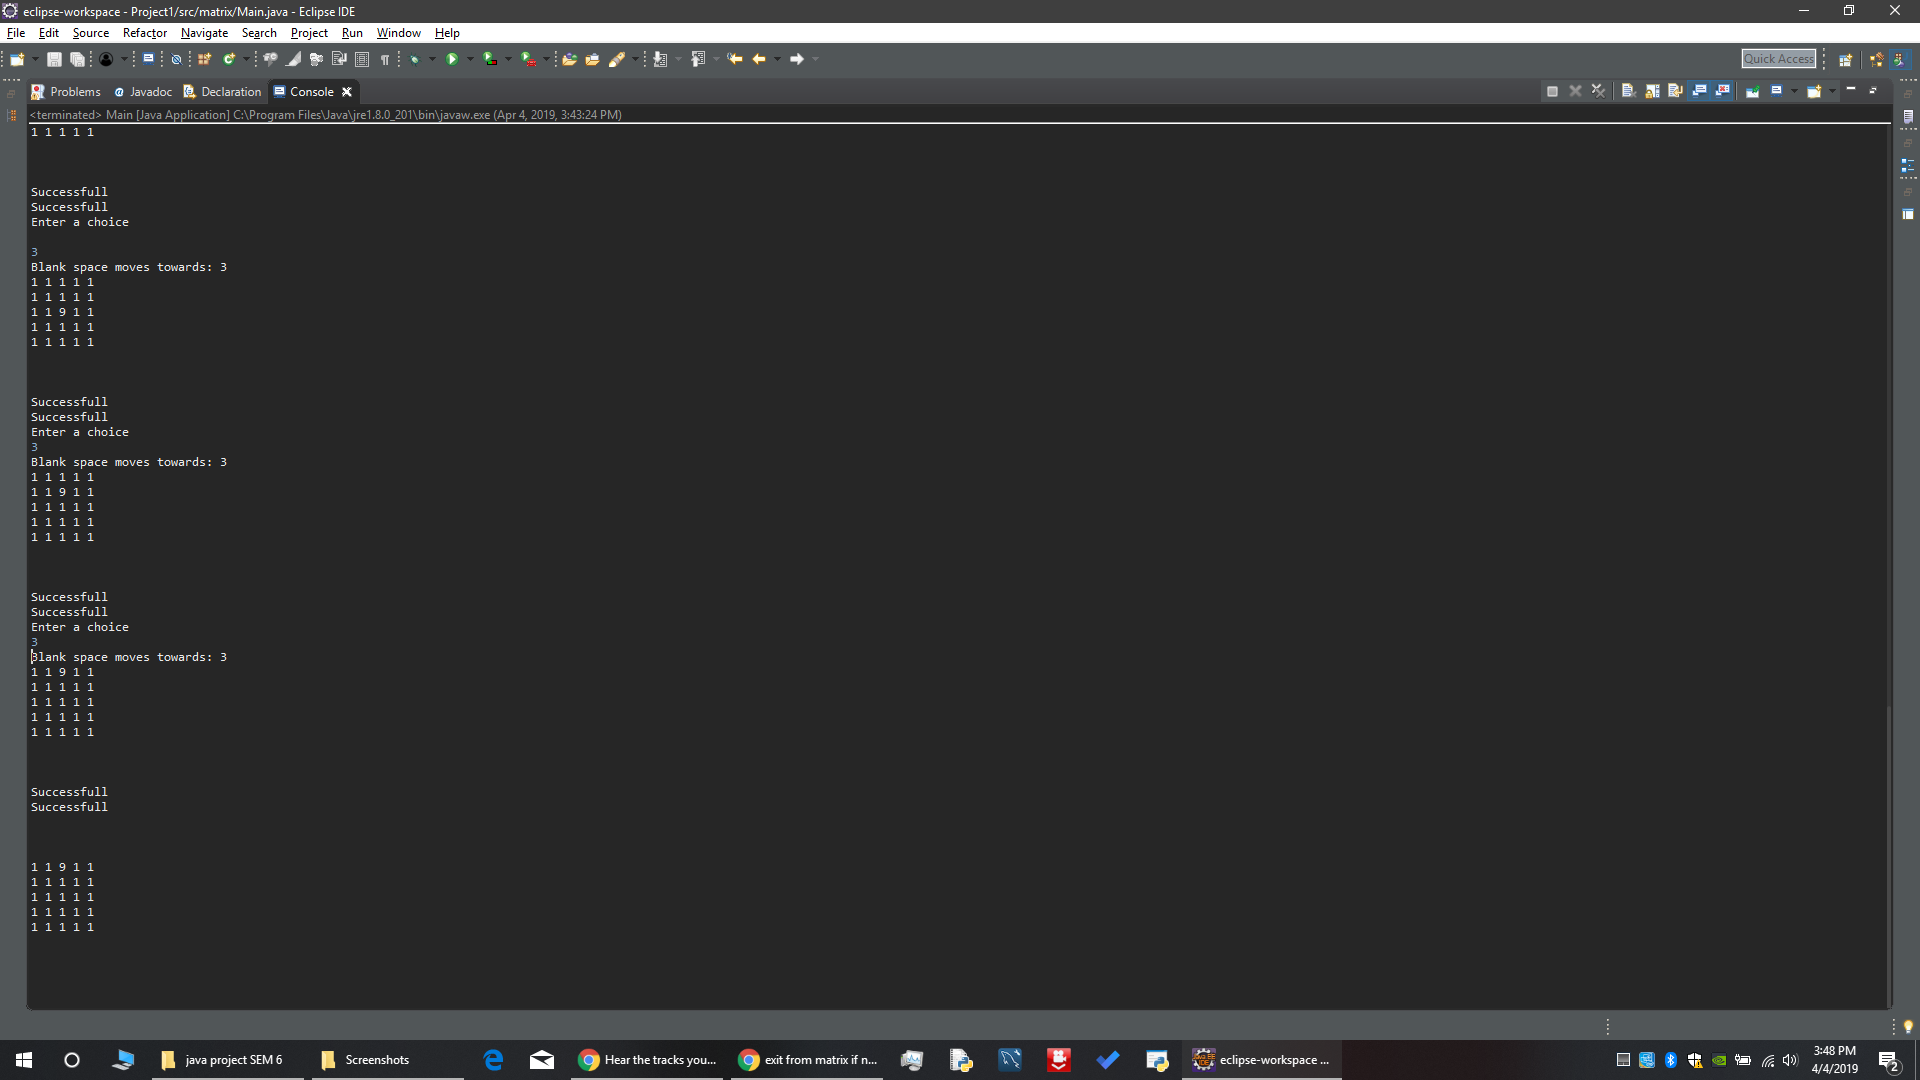 eclipse-workspace - Project1/src/matrix/Main.java - Eclipse IDE
File Edit Source Refactor Navigate Search Project Run Window Help
Quick Access
Problems @ Javadoc Declaration Console
<terminated> Main [Java Application] C:\Program Files\Java\jre1.8.0_201\bin\javaw.exe (Apr 4, 2019, 3:43:24 PM)
1 1 1 1 1
Successfull
Successfull
Enter a choice
3
Blank space moves towards: 3
1 1 1 1 1
1 1 1 1 1
1 1 9 1 1
1 1 1 1 1
1 1 1 1 1
Successfull
Successfull
Enter a choice
3
Blank space moves towards: 3
1 1 1 1 1
1 1 9 1 1
1 1 1 1 1
1 1 1 1 1
1 1 1 1 1
Successfull
Successfull
Enter a choice
3
Blank space moves towards: 3
1 1 9 1 1
1 1 1 1 1
1 1 1 1 1
1 1 1 1 1
1 1 1 1 1
Successfull
Successfull
1 1 9 1 1
1 1 1 1 1
1 1 1 1 1
1 1 1 1 1
1 1 1 1 1
java project SEM 6
Screenshots
Hear the tracks you...
exit from matrix if n...
eclipse-workspace ...
3:48 PM
4/4/2019
2